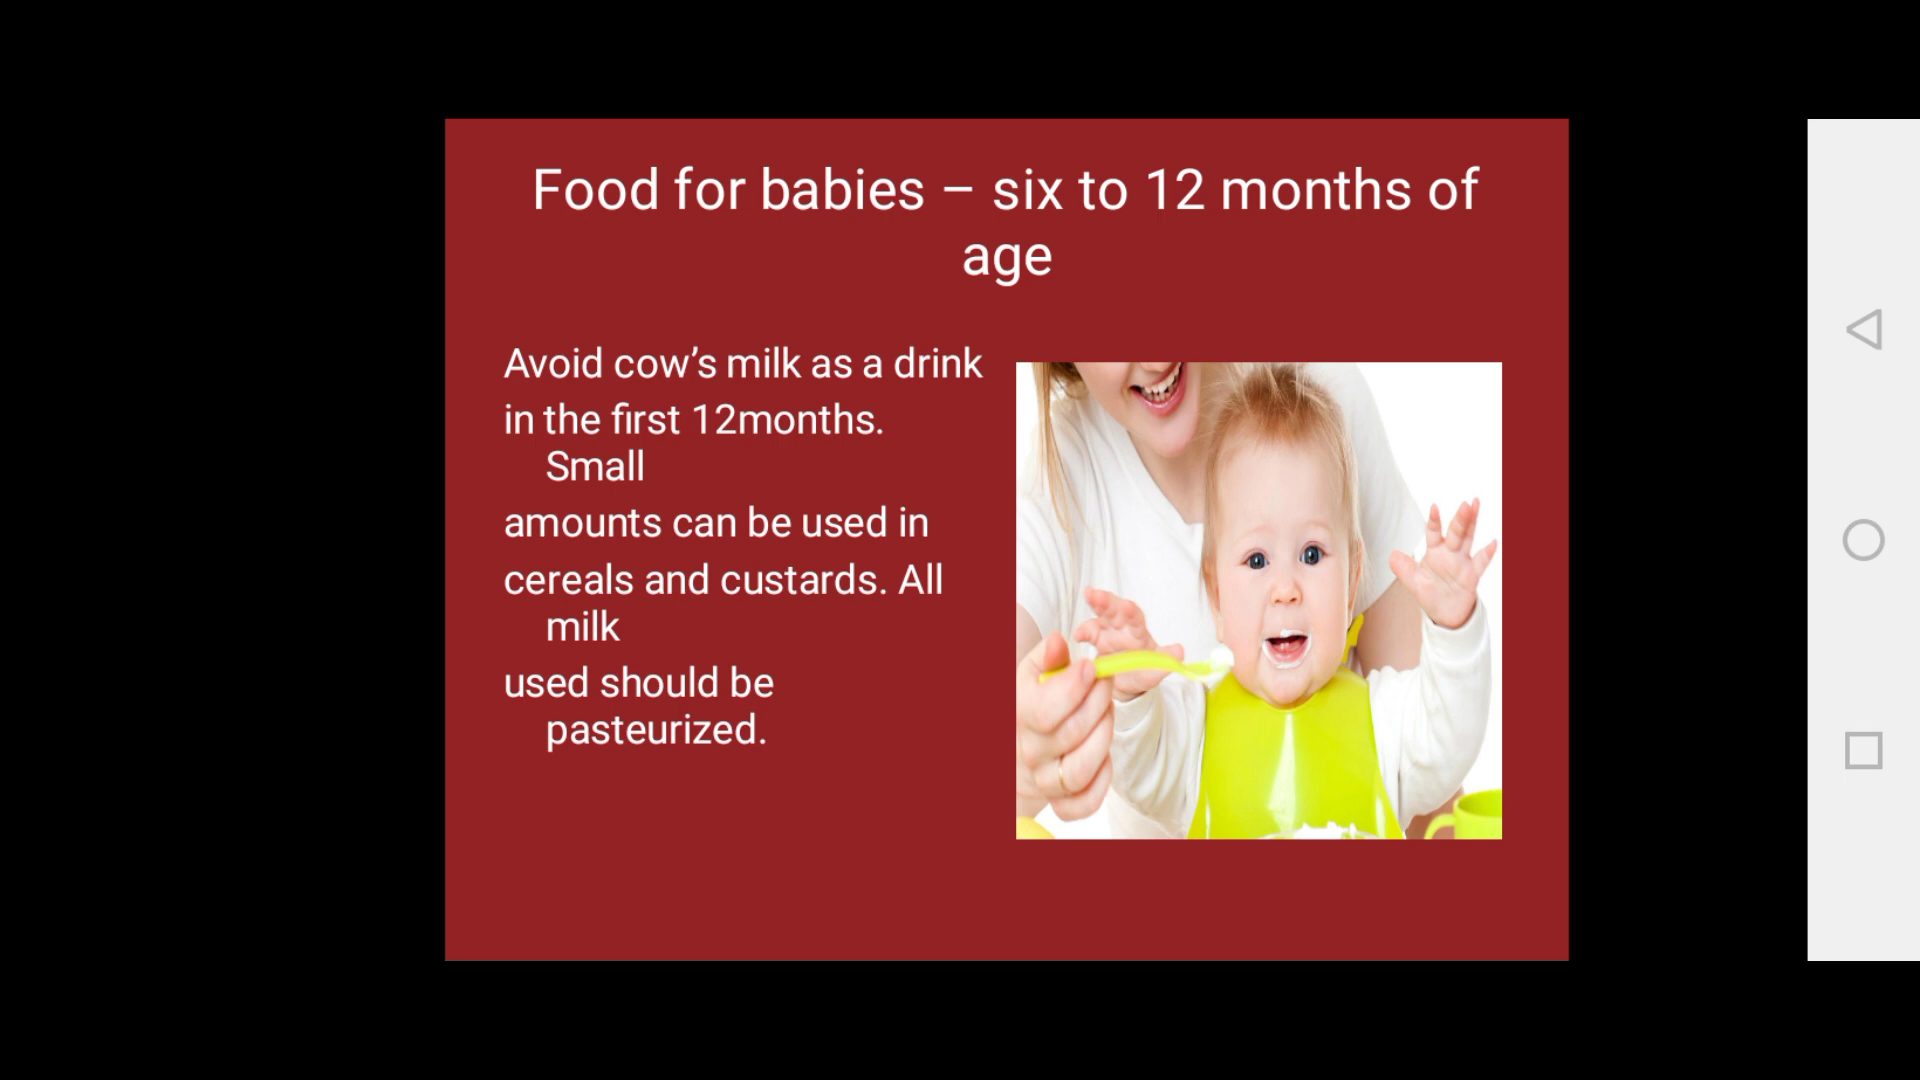 Food for babies – six to 12 months of
age
Avoid cow’s milk as a drink
in the first 12months.
Small
amounts can be used in
cereals and custards. All
milk
used should be
pasteurized.